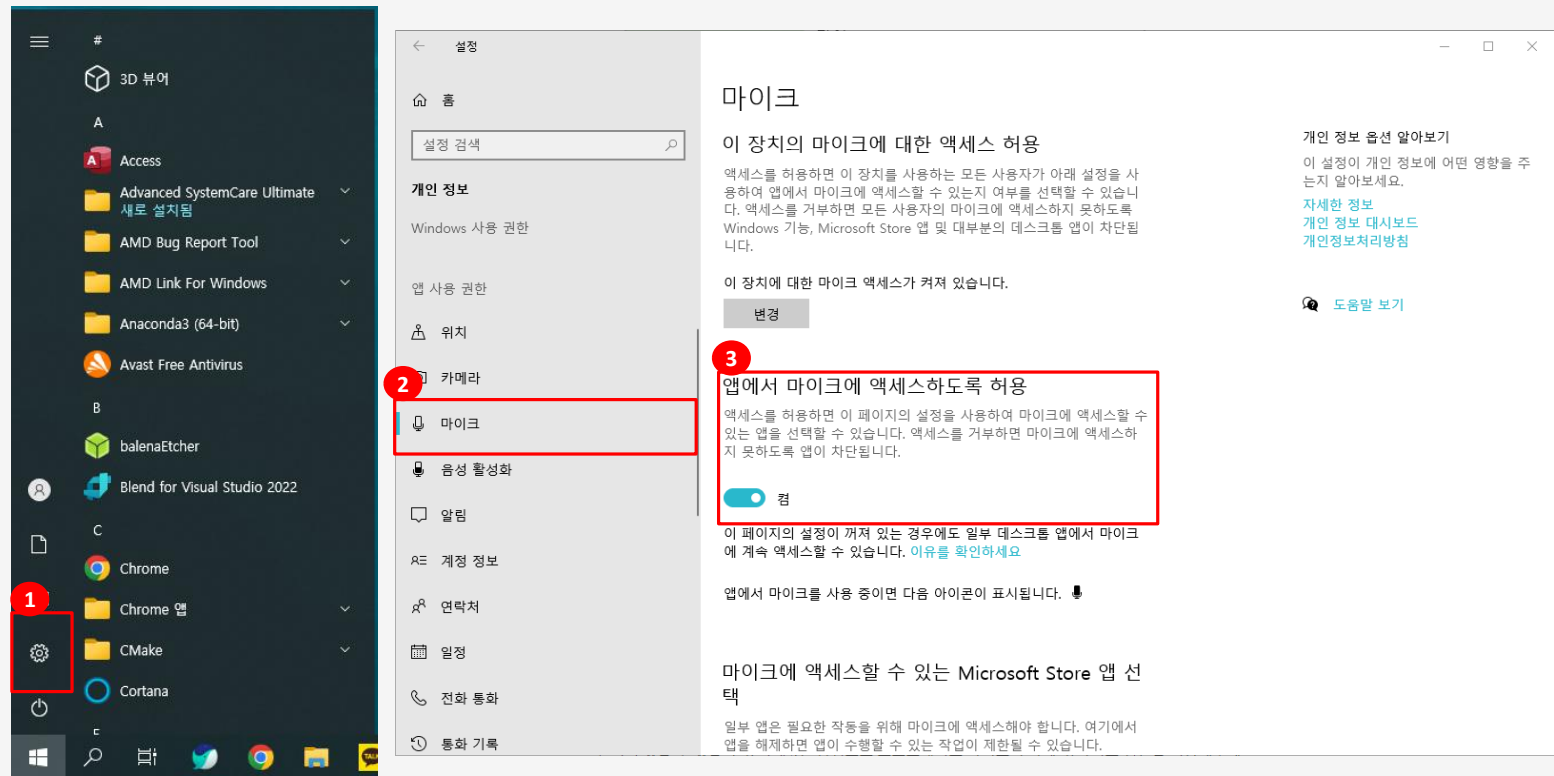 #
3D 뷰어
A
Access
Advanced SystemCare Ultimate
새로 설치됨
AMD Bug Report Tool
AMD Link For Windows
Anaconda3 (64-bit)
Avast Free Antivirus
B
balenaEtcher
Blend for Visual Studio 2022
C
Chrome
1
Chrome 앱
CMake
Cortana
설정
홈
설정 검색
개인 정보
Windows 사용 권한
앱 사용 권한
위치
2
카메라
마이크
음성 활성화
알림
계정 정보
연락처
일정
전화 통화
통화 기록
마이크
이 장치의 마이크에 대한 액세스 허용
액세스를 허용하면 이 장치를 사용하는 모든 사용자가 아래 설정을 사
용하여 앱에서 마이크에 액세스할 수 있는지 여부를 선택할 수 있습니
다. 액세스를 거부하면 모든 사용자의 마이크에 액세스하지 못하도록
Windows 기능, Microsoft Store 앱 및 대부분의 데스크톱 앱이 차단됩
니다.
이 장치에 대한 마이크 액세스가 켜져 있습니다.
변경
3
앱에서 마이크에 액세스하도록 허용
액세스를 허용하면 이 페이지의 설정을 사용하여 마이크에 액세스할 수
있는 앱을 선택할 수 있습니다. 액세스를 거부하면 마이크에 액세스하
지 못하도록 앱이 차단됩니다.
켬
이 페이지의 설정이 꺼져 있는 경우에도 일부 데스크톱 앱에서 마이크
에 계속 액세스할 수 있습니다. 이유를 확인하세요
앱에서 마이크를 사용 중이면 다음 아이콘이 표시됩니다.
마이크에 액세스할 수 있는 Microsoft Store 앱 선
택
일부 앱은 필요한 작동을 위해 마이크에 액세스해야 합니다. 여기에서
앱을 해제하면 앱이 수행할 수 있는 작업이 제한될 수 있습니다.
개인 정보 옵션 알아보기
이 설정이 개인 정보에 어떤 영향을 주
는지 알아보세요.
자세한 정보
개인 정보 대시보드
개인정보처리방침
도움말 보기